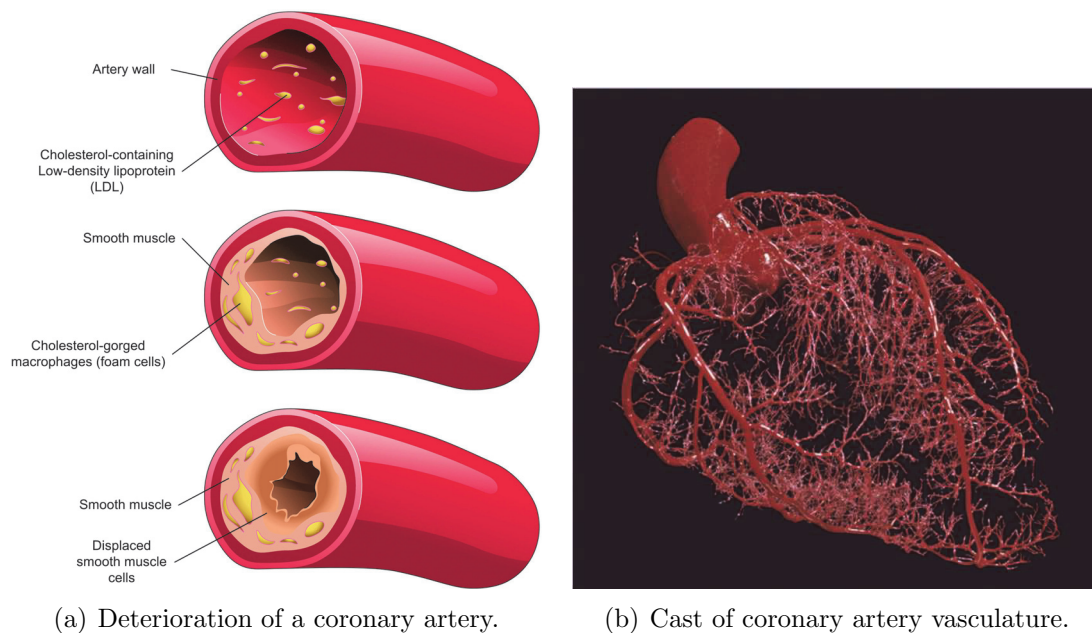 Artery wall
Cholesterol-containing
Low-density lipoprotein
(LDL)
Smooth muscle
Cholesterol-gorged
macrophages (foam cells)
Smooth muscle
Displaced
smooth muscle
cells
(a) Deterioration of a coronary artery.
(b) Cast of coronary artery vasculature.